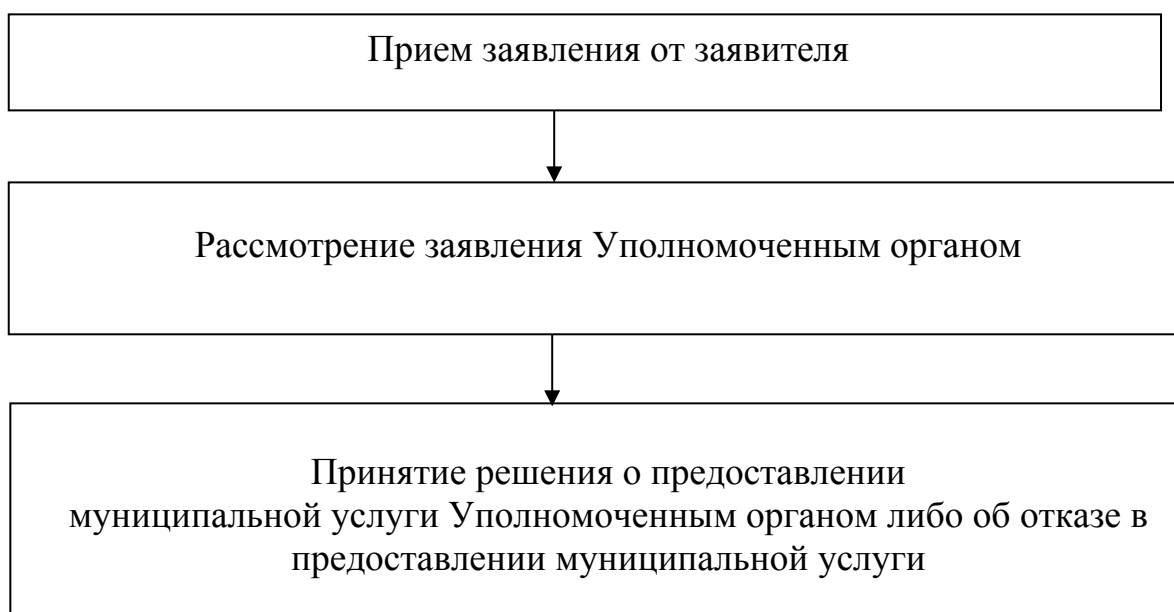 Прием заявления от заявителя
Рассмотрение заявления Уполномоченным органом
Принятие решения о предоставлении
муниципальной услуги Уполномоченным органом либо об отказе в
предоставлении муниципальной услуги